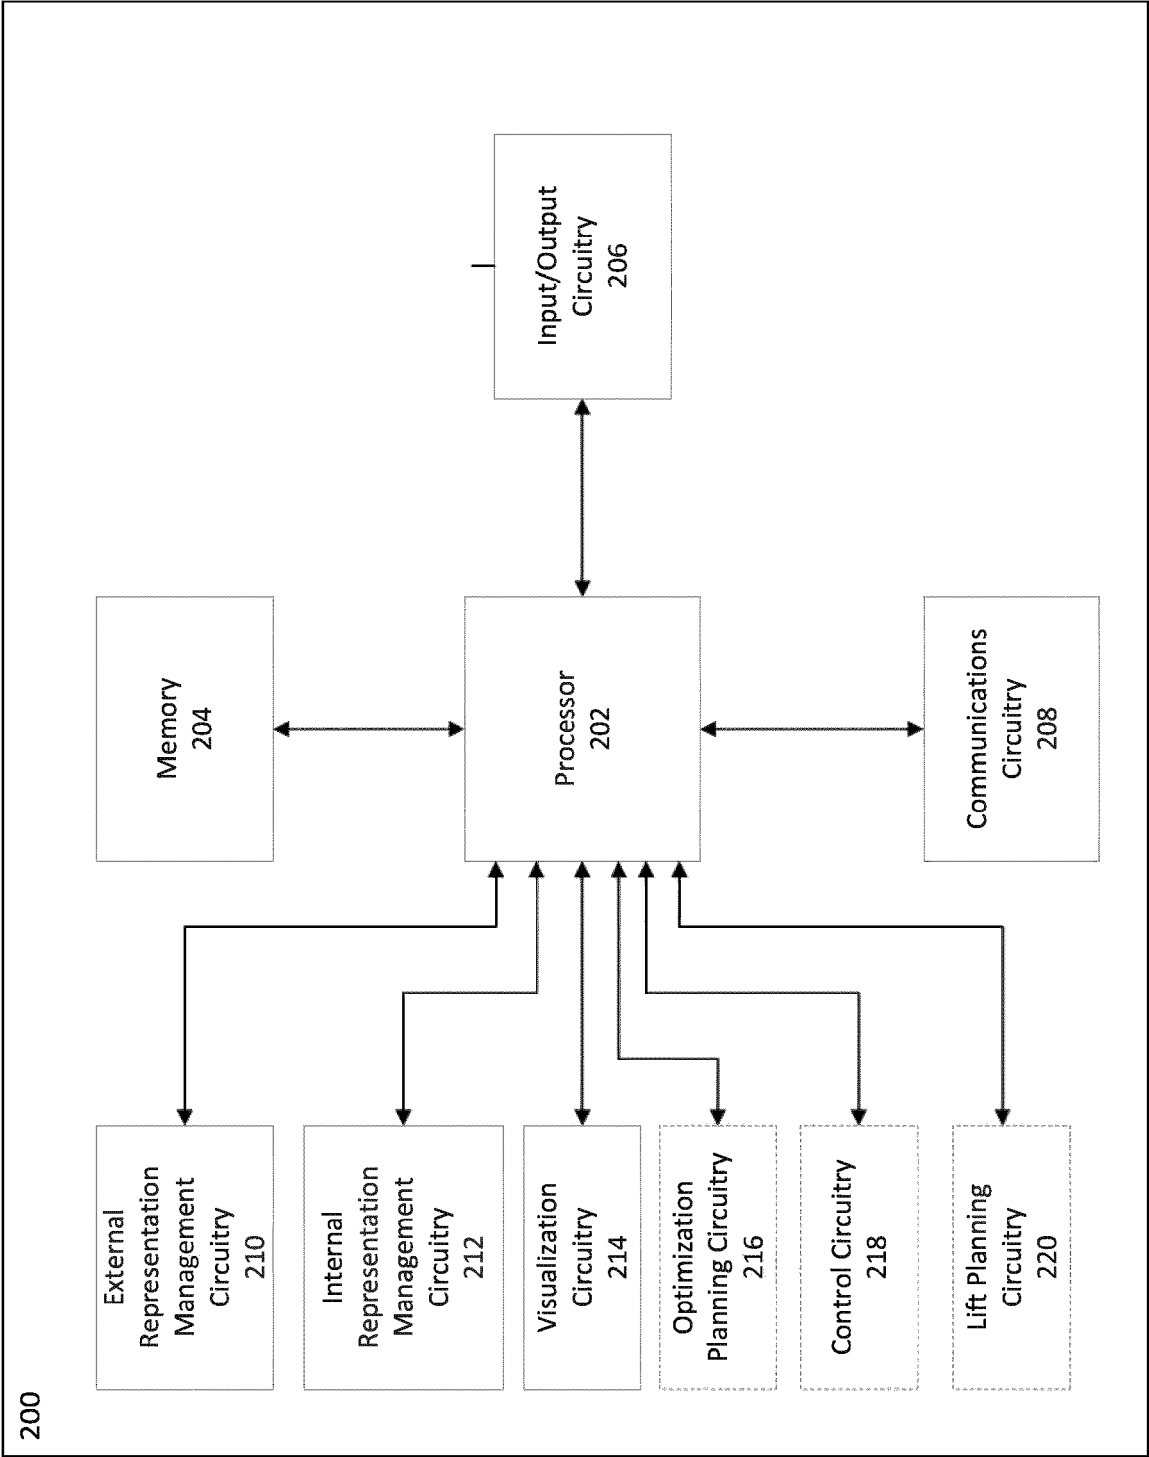 200
External
Representation
Management
Circuitry
210
Internal
Representation
Management
Circuitry
212
Visualization
Circuitry
214
Optimization
Planning Circuitry
216
Control Circuitry
218
Lift Planning
Circuitry
220
Memory
204
Processor
202
Communications
Circuitry
208
Input/Output
Circuitry
206